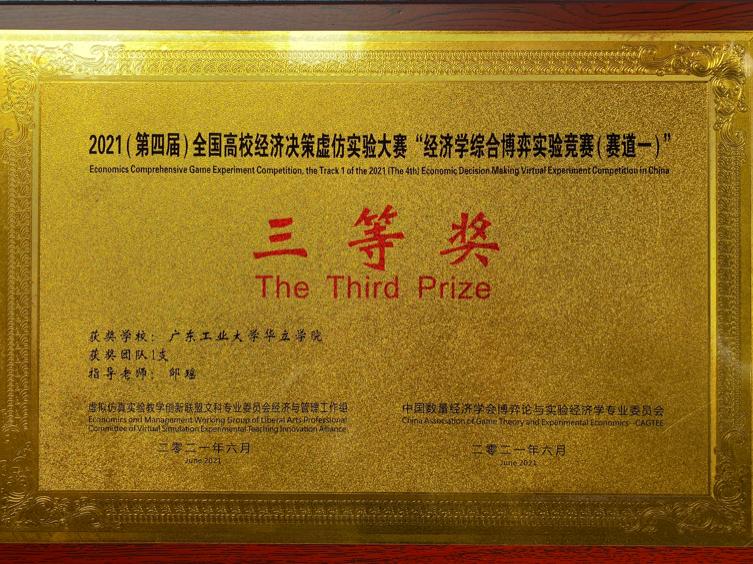 2021(第四届)全国高校经济决策虚仿实验大赛“经济学综合博弈实验竞赛(赛道一)”
Economics Comprehensive Game Experiment Competition, the Track 1 of the 2021 (The 4th) Economic Decision Making Virtual Experiment Competition in China
三等奖
The Third Prize
获奖学校：广东工业大学华立学院
获奖团队1支
指导老师：邹瑶
虚拟仿真实验教学创新联盟文科专业委员会经济与管理工作组
Economics and Management Working Group of Liberal Arts Professional
Committee of Virtual Simulation Experimental Teaching Innovation Alliance
二零二一年六月
June 2021
中国数量经济学会博弈论与实验经济学专业委员会
China Association of Game Theory and Experimental Economics -CAGTEE
二零二一年六月
June 2021